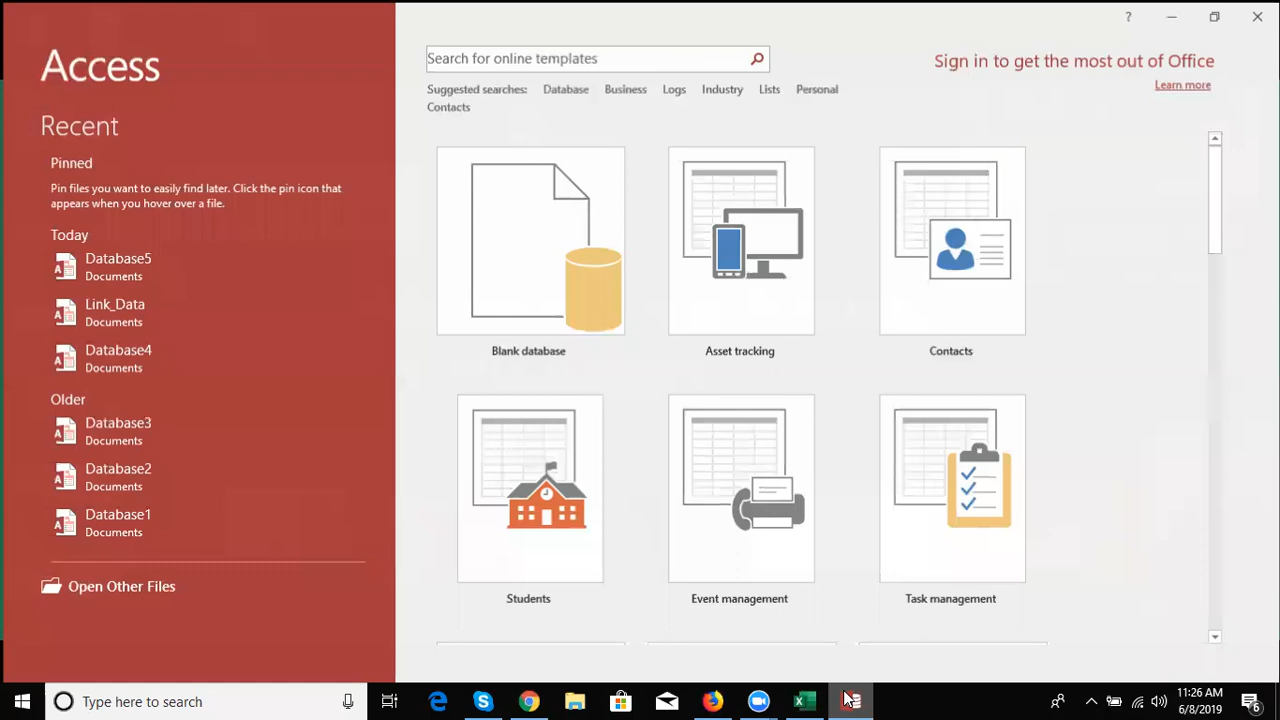 Access
Recent
Pinned
Pin files you want to easily find later. Click the pin icon that
appears when you hover over a file.
Today
Database5
Documents
Link_Data
Documents
Database4
Documents
Older
Database3
Documents
Database2
Documents
Database1
Documents
Open Other Files
?
Search for online templates
Sign in to get the most out of Office
Learn more
Suggested searches: Database Business Logs Industry Lists Personal
Contacts
Blank database
Asset tracking
Contacts
Students
Event management
Task management
Type here to search
11:26 AM
6/8/2019
6